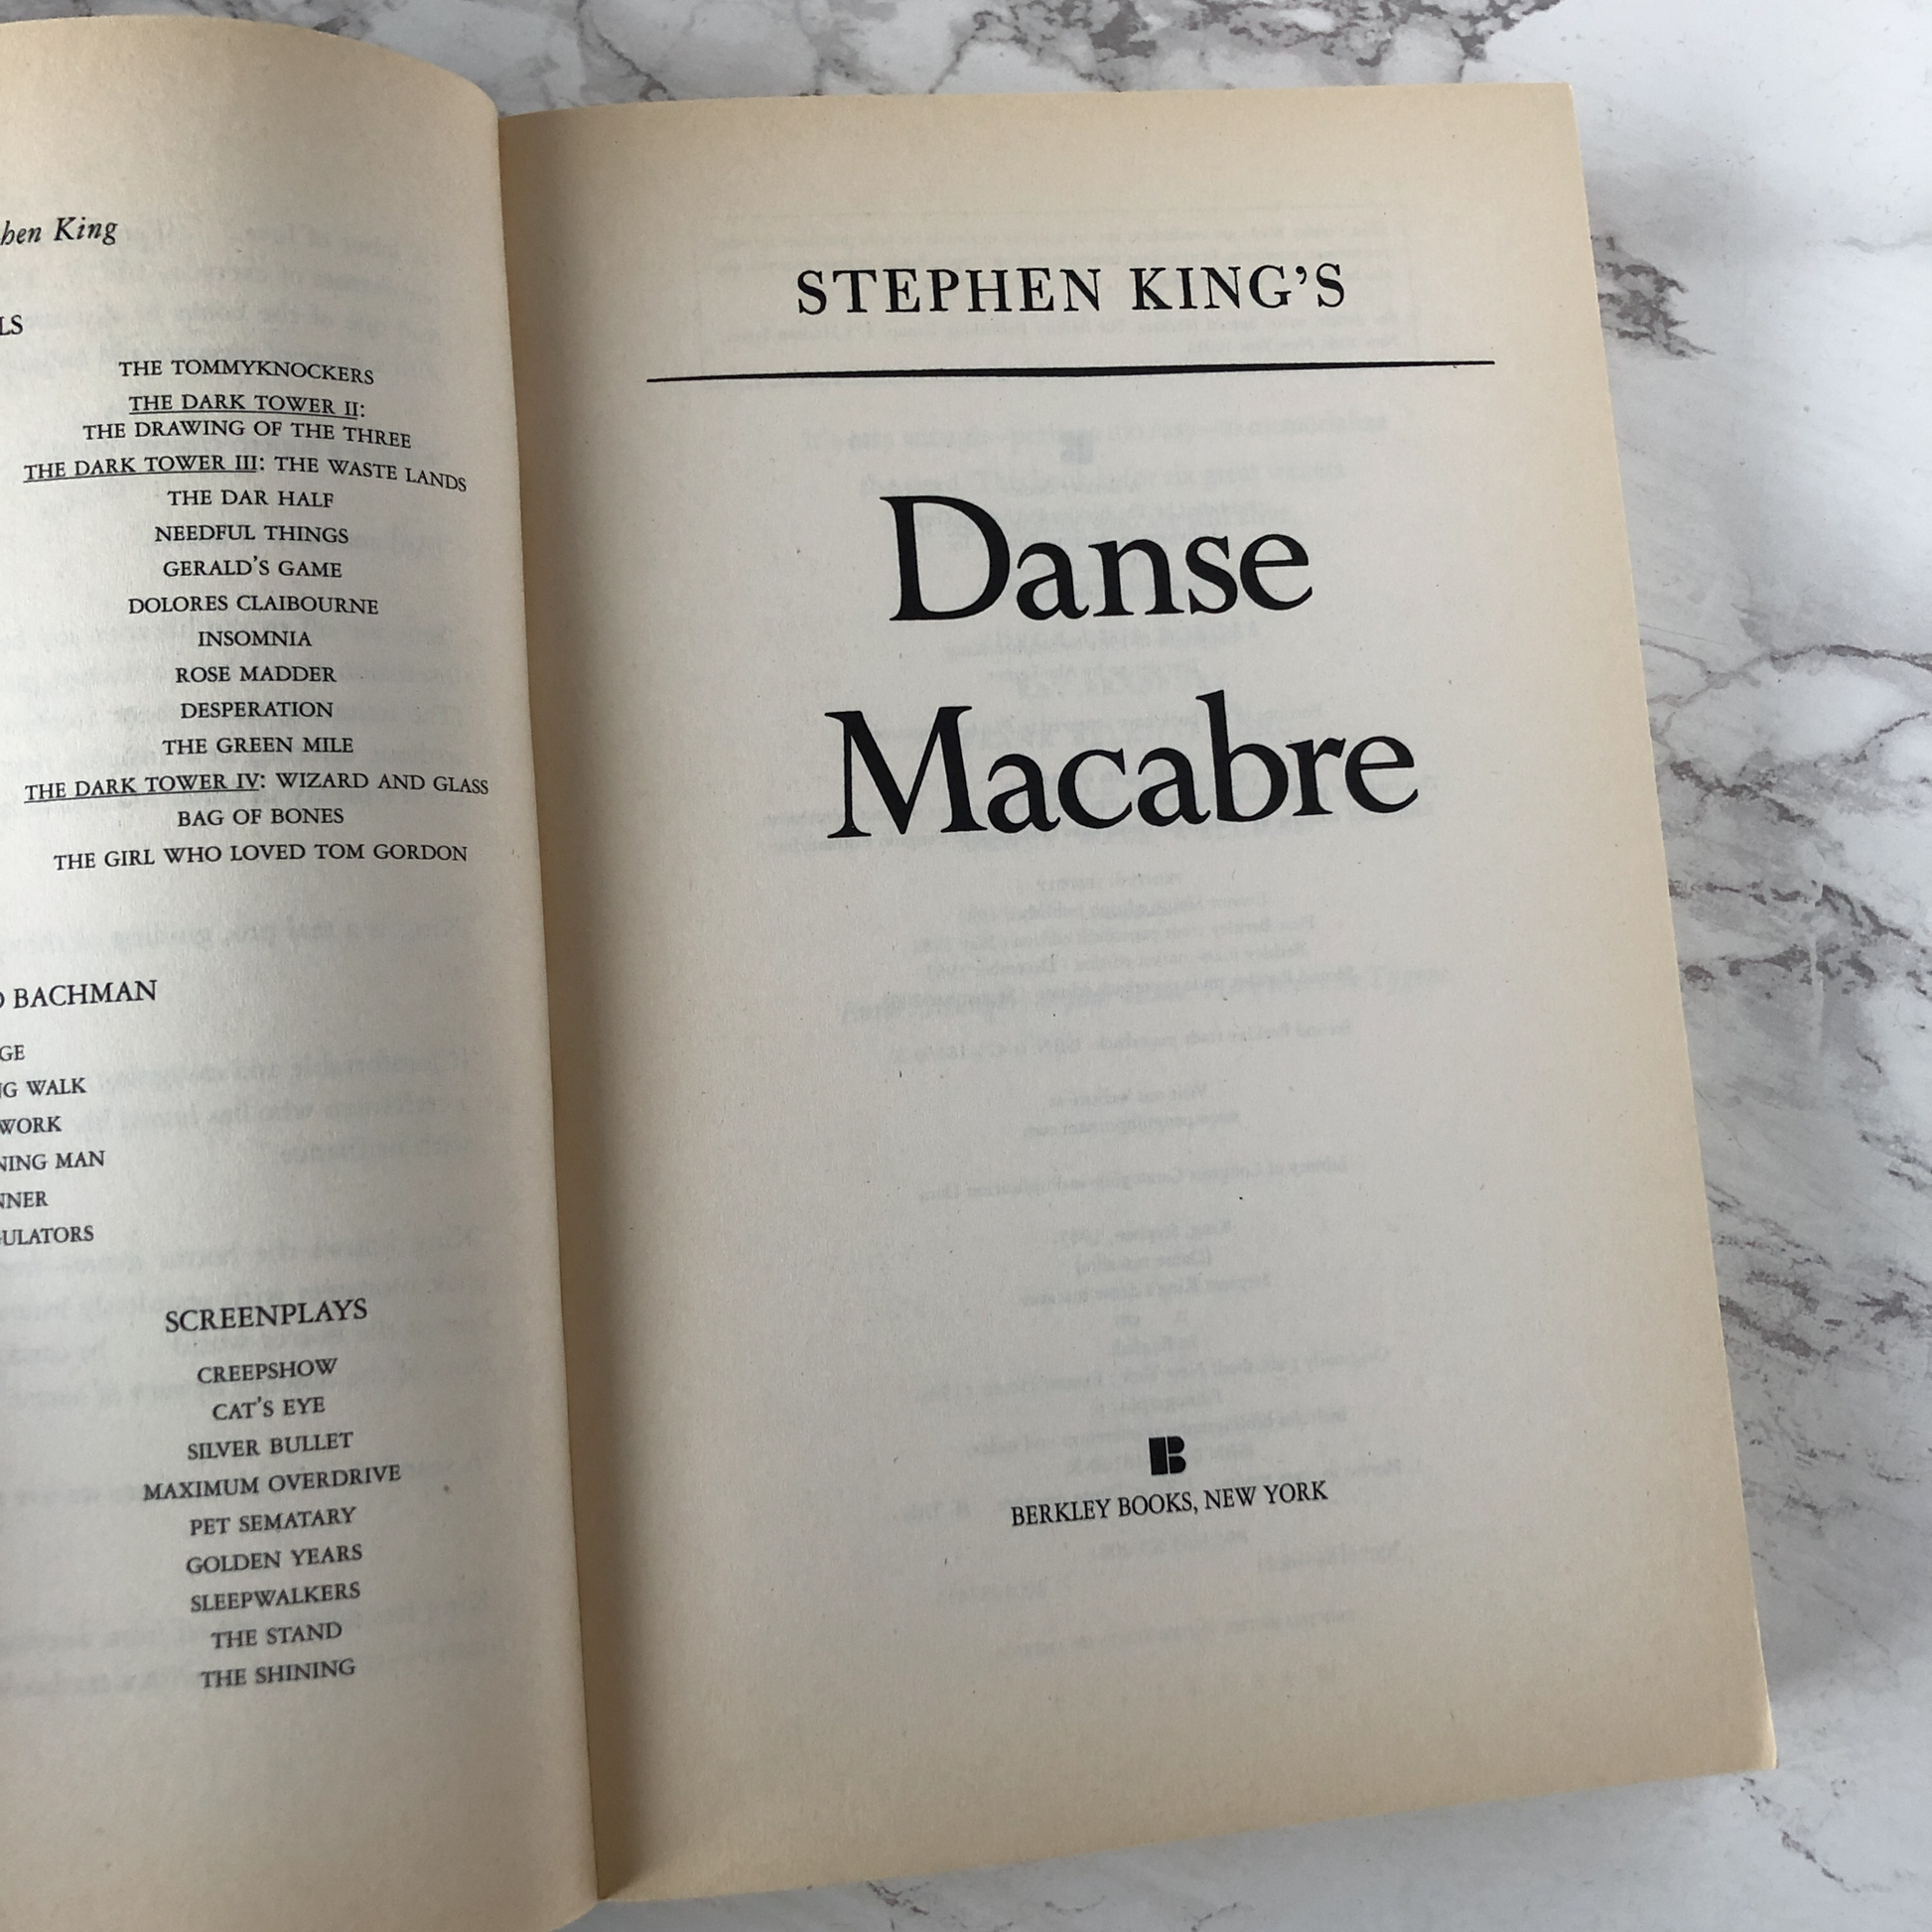 hen King
LS
THE TOMMYKNOCKERS
THE DARK TOWER II:
THE DRAWING OF THE THREE
THE DARK TOWER III: THE WASTE LANDS
THE DAR HALF
NEEDFUL THINGS
GERALD'S GAME
DOLORES CLAIBOURNE
INSOMNIA
ROSE MADDER
DESPERATION
THE GREEN MILE
THE DARK TOWER IV: WIZARD AND GLASS
BAG OF BONES
THE GIRL WHO LOVED TOM GORDON
D BACHMAN
GE
NG WALK
WORK
NING MAN
NNER
GULATORS
SCREENPLAYS
CREEPSHOW
CAT'S EYE
SILVER BULLET
MAXIMUM OVERDRIVE
PET SEMATARY
GOLDEN YEARS
SLEEPWALKERS
THE STAND
THE SHINING
STEPHEN KING'S
Danse
Macabre
B
BERKLEY BOOKS, NEW YORK